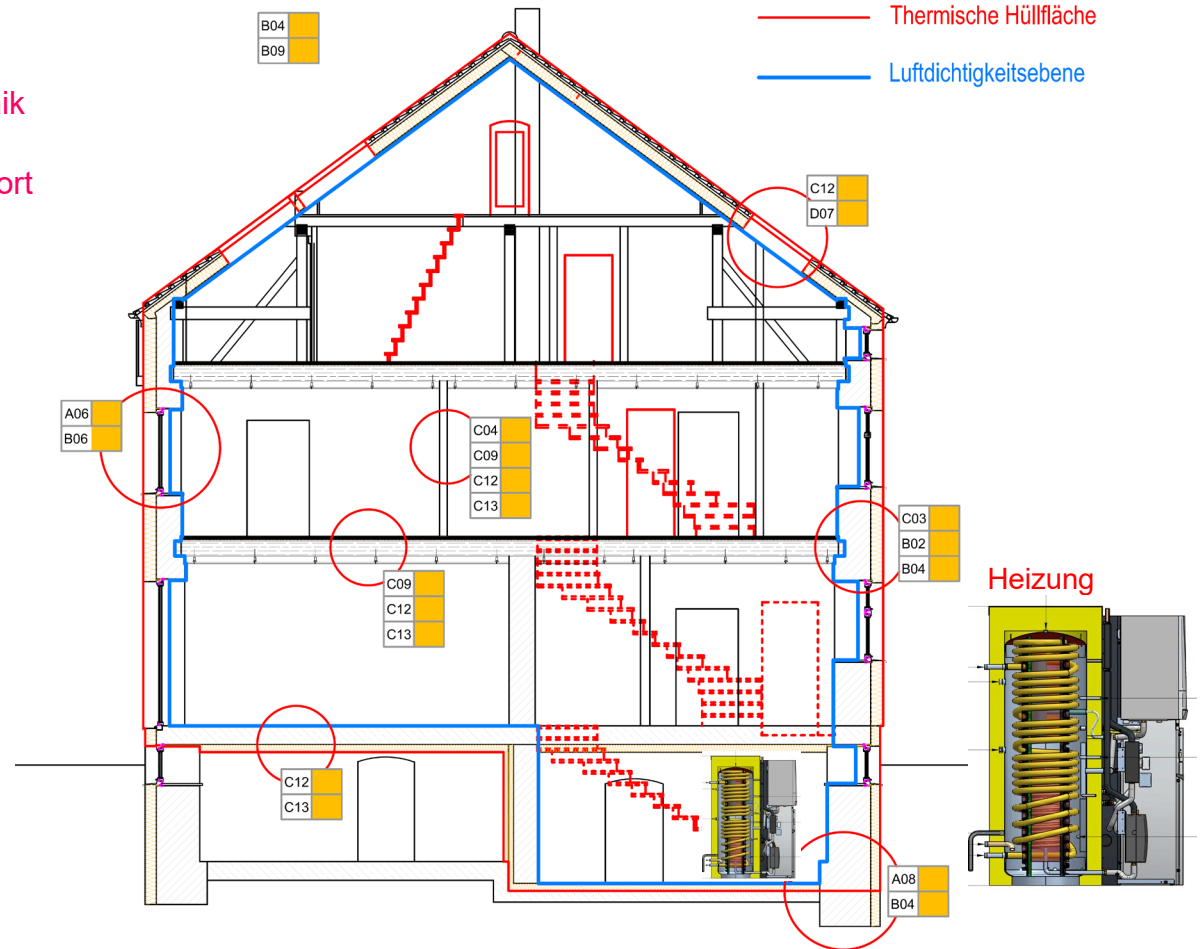 Thermische Hüllfläche
B04
B09
Luftdichtigkeitsebene
ik
ort
C12
D07
A06
B06
C04
C09
C12
C13
C03
B02
B04
C09
C12
C13
Heizung
C12
C13
A08
B04